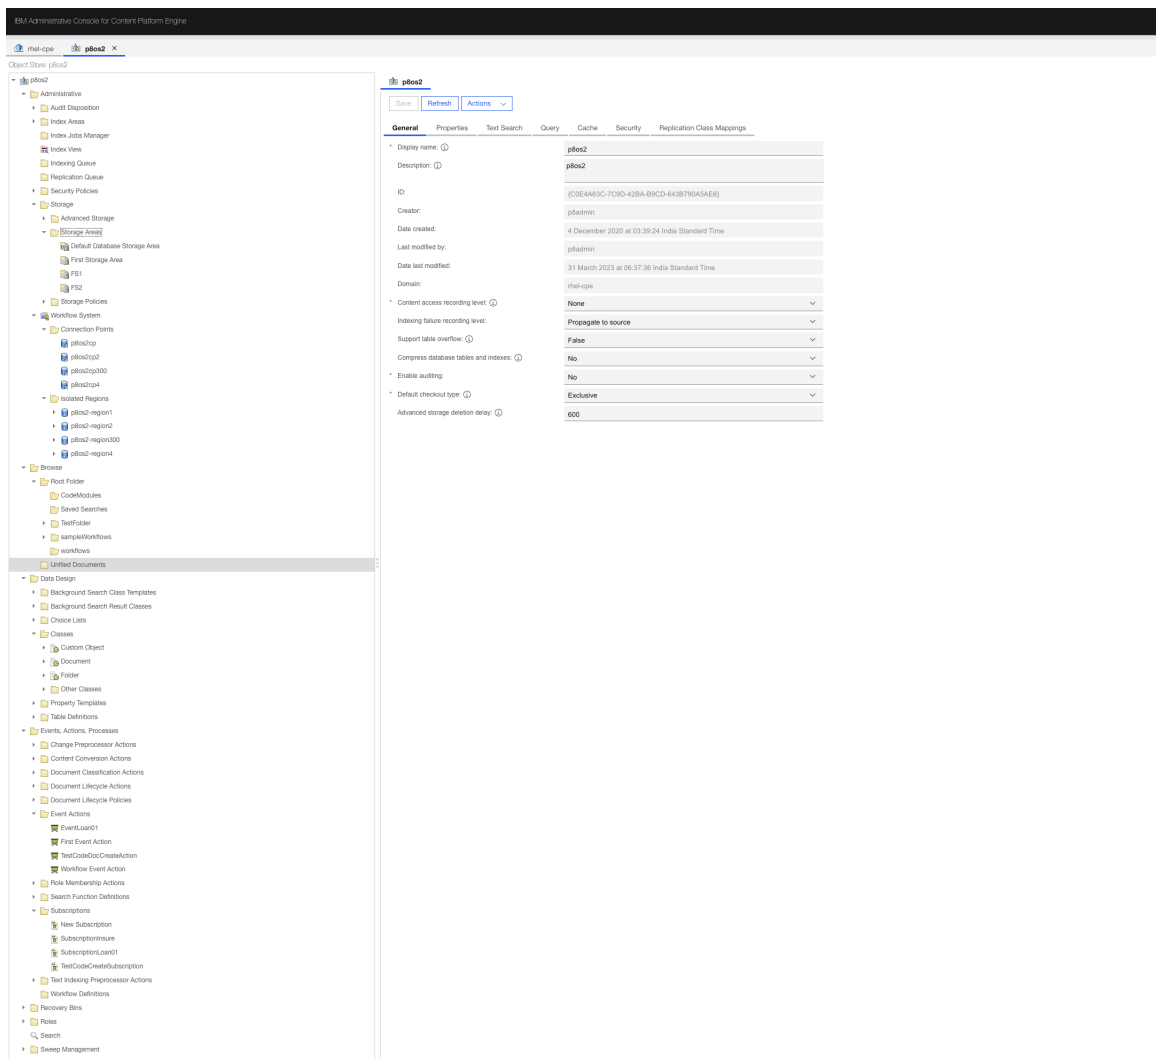 IBM Administrative Console for Content Platform Engine
rhel-cpe
p8os2
Object Store: p8os2
p8os2
Administrative
Audit Disposition
Index Areas
Index Jobs Manager
Index View
Indexing Queue
Replication Queue
Security Policies
Storage
Advanced Storage
Storage Areas
Default Database Storage Area
First Storage Area
FS1
FS2
Storage Policies
Workflow System
Connection Points
p8os2cp
p8os2cp2
p8os2cp300
p8os2cp4
Isolated Regions
p8os2-region1
p8os2-region2
p8os2-region300
p8os2-region4
Browse
Root Folder
CodeModules
Saved Searches
TestFolder
sampleWorkflows
workflows
Unfiled Documents
Data Design
Background Search Class Templates
Background Search Result Classes
Choice Lists
Classes
Custom Object
Document
Folder
Other Classes
Property Templates
Table Definitions
Events, Actions, Processes
Change Preprocessor Actions
Content Conversion Actions
Document Classification Actions
Document Lifecycle Actions
Document Lifecycle Policies
Event Actions
EventLoan01
First Event Action
TestCodeDocCreateAction
Workflow Event Action
Role Membership Actions
Search Function Definitions
Subscriptions
New Subscription
SubscriptionInsure
SubscriptionLoan01
TestCodeCreateSubscription
Text Indexing Preprocessor Actions
Workflow Definitions
Recovery Bins
Roles
Search
Sweep Management
p8os2
Save Refresh Actions
General Properties Text Search Query Cache Security Replication Class Mappings
* Display name: p8os2
Description: p8os2
ID: {C0E4A63C-7C9D-42BA-B9CD-643B790A5AE6}
Creator: p8admin
Date created: 4 December 2020 at 03:39:24 India Standard Time
Last modified by: p8admin
Date last modified: 31 March 2023 at 06:37:36 India Standard Time
Domain: rhel-cpe
* Content access recording level: None
Indexing failure recording level: Propagate to source
Support table overflow: False
Compress database tables and indexes: No
* Enable auditing: No
* Default checkout type: Exclusive
Advanced storage deletion delay: 600